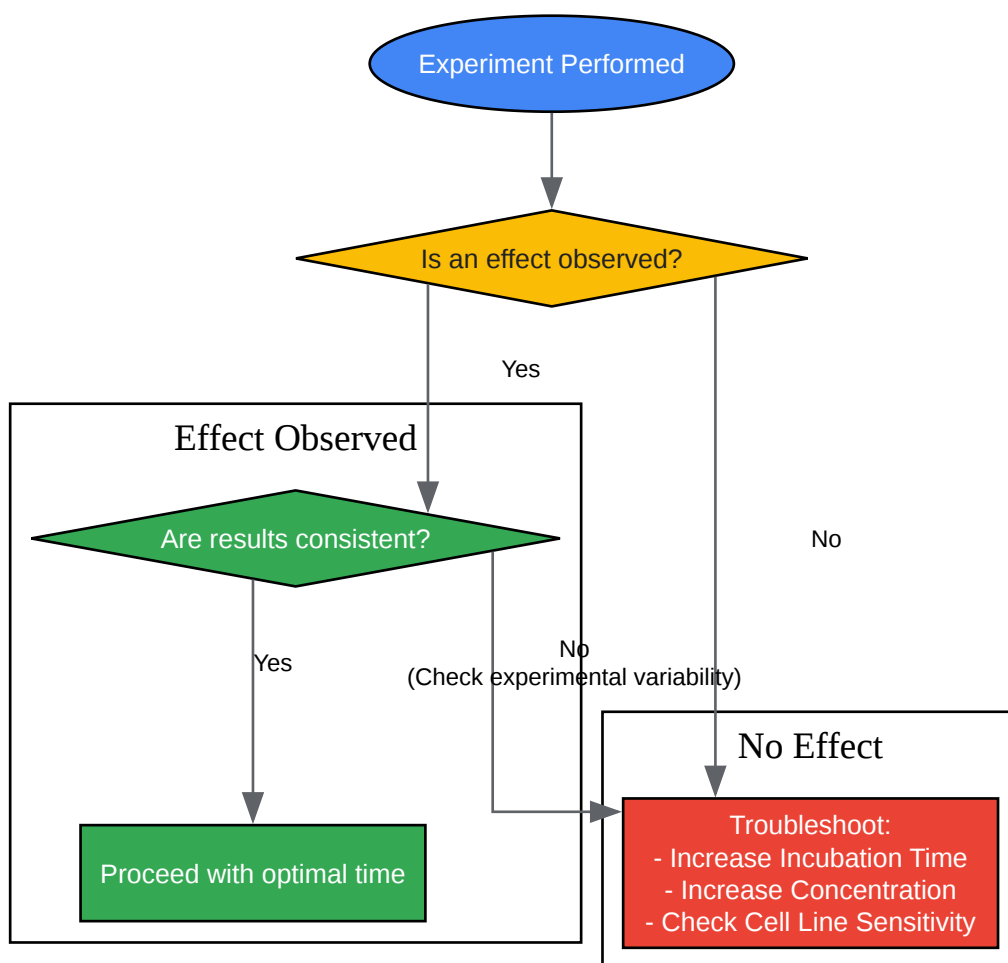 Experiment Performed
Is an effect observed?
Yes
Effect Observed
Are results consistent?
No
Yes
No
(Check experimental variability)
No Effect
Proceed with optimal time
Troubleshoot:
- Increase Incubation Time
- Increase Concentration
- Check Cell Line Sensitivity